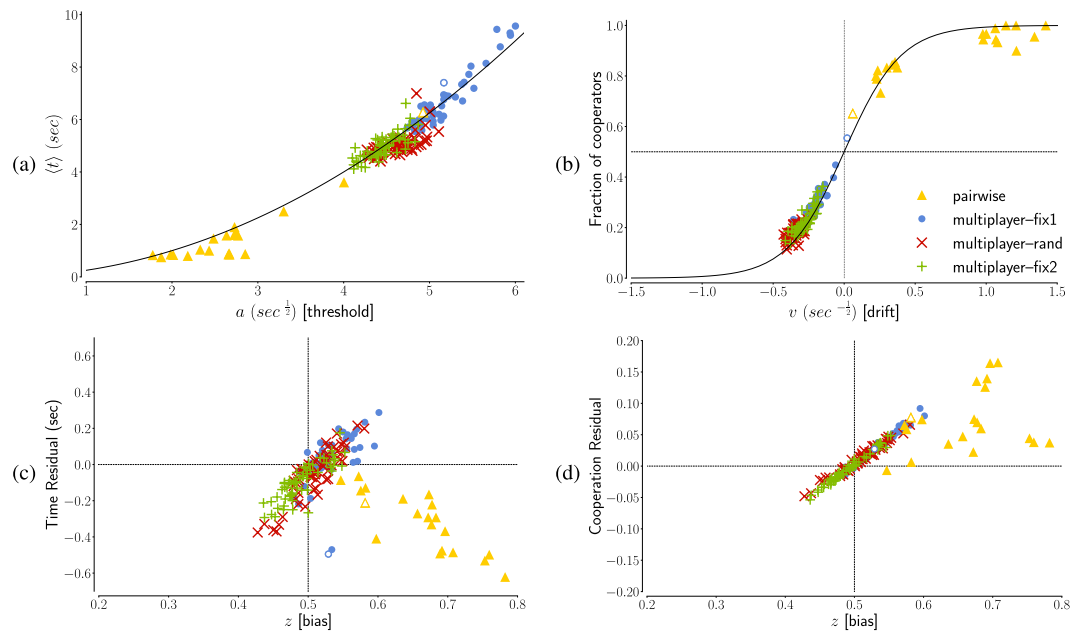 (a)
⟨t⟩ (sec)
10
8
6
4
2
0
1 2 3 4 5 6
a (sec ^1/2) [threshold]
(b)
Fraction of cooperators
1.0
0.8
0.6
0.4
0.2
0.0
pairwise
multiplayer–fix1
multiplayer–rand
multiplayer–fix2
−1.5 −1.0 −0.5 0.0 0.5 1.0 1.5
v (sec ^−1/2) [drift]
(c)
Time Residual (sec)
0.6
0.4
0.2
0.0
−0.2
−0.4
−0.6
0.2 0.3 0.4 0.5 0.6 0.7 0.8
z [bias]
(d)
Cooperation Residual
0.20
0.15
0.10
0.05
0.00
−0.05
−0.10
−0.15
−0.20
0.2 0.3 0.4 0.5 0.6 0.7 0.8
z [bias]